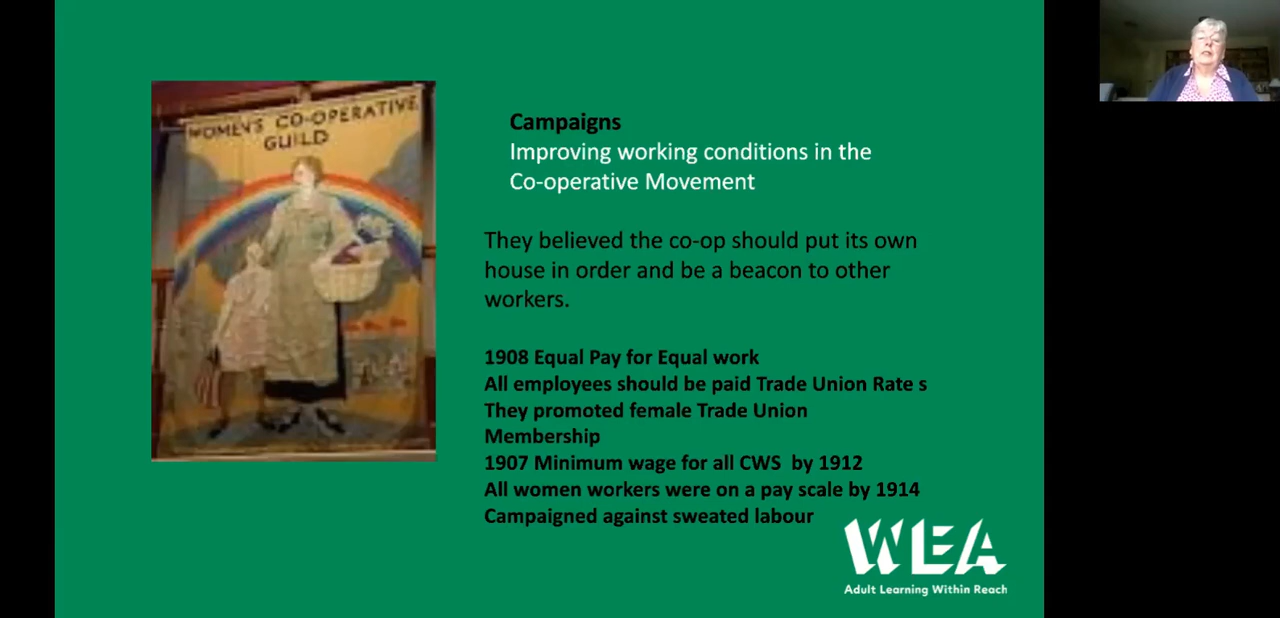 WOMEN'S CO-OPERATIVE
GUILD
Campaigns
Improving working conditions in the
Co-operative Movement
They believed the co-op should put its own
house in order and be a beacon to other
workers.
1908 Equal Pay for Equal work
All employees should be paid Trade Union Rate s
They promoted female Trade Union
Membership
1907 Minimum wage for all CWS  by 1912
All women workers were on a pay scale by 1914
Campaigned against sweated labour
WEA
Adult Learning Within Reach